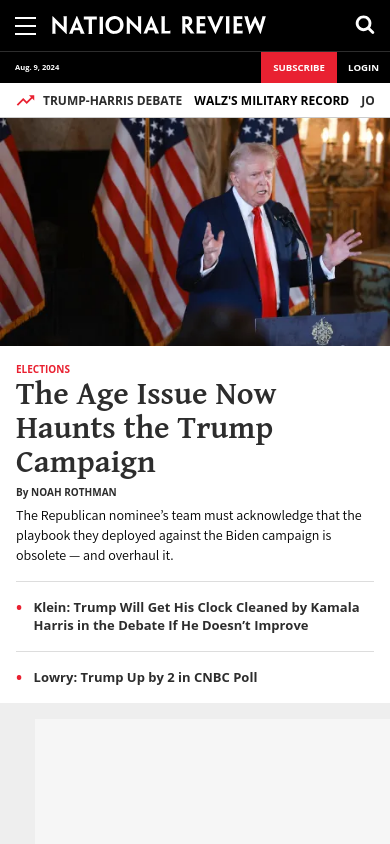 NATIONAL REVIEW
Aug. 9, 2024
SUBSCRIBE
LOGIN
TRUMP-HARRIS DEBATE WALZ'S MILITARY RECORD JO
ELECTIONS
The Age Issue Now
Haunts the Trump
Campaign
By NOAH ROTHMAN
The Republican nominee’s team must acknowledge that the
playbook they deployed against the Biden campaign is
obsolete — and overhaul it.
Klein: Trump Will Get His Clock Cleaned by Kamala
Harris in the Debate If He Doesn’t Improve
Lowry: Trump Up by 2 in CNBC Poll